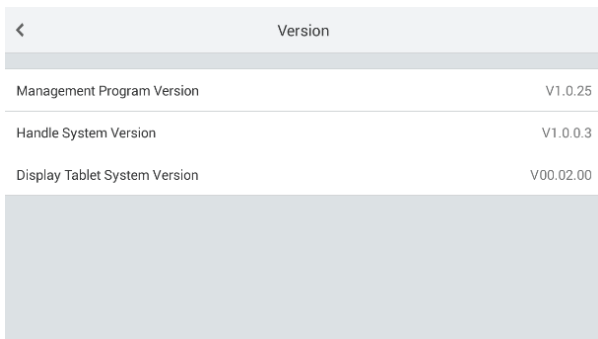 Version
Management Program Version V1.0.25
Handle System Version V1.0.0.3
Display Tablet System Version V00.02.00